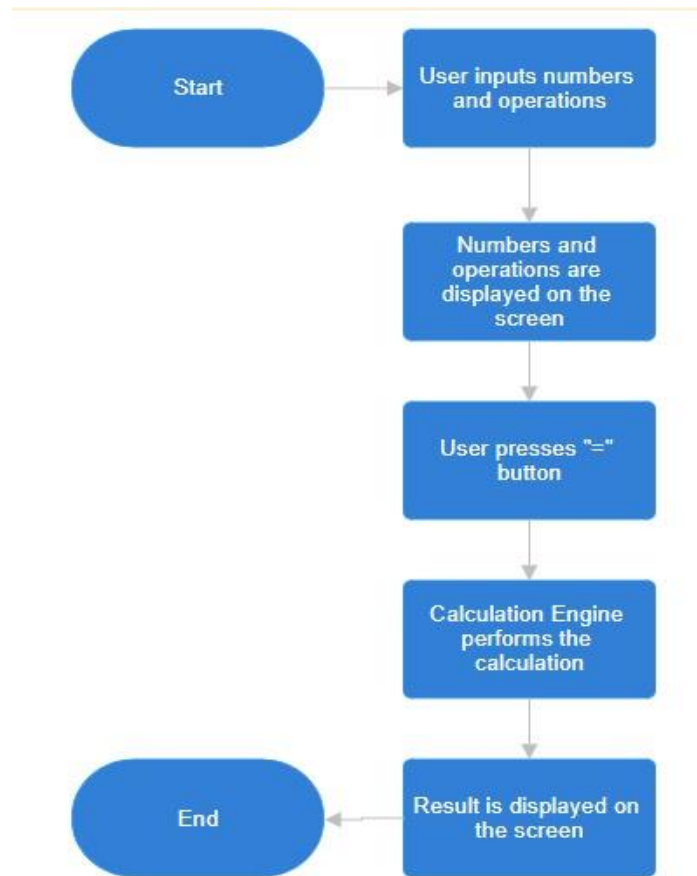 Start
User inputs numbers
and operations
Numbers and
operations are
displayed on the
screen
User presses "="
button
Calculation Engine
performs the
calculation
Result is displayed on
the screen
End